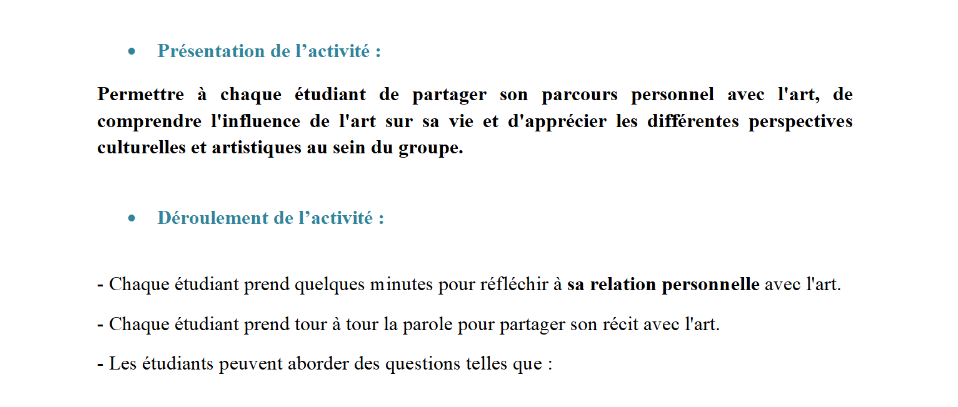 • Présentation de l’activité :
Permettre à chaque étudiant de partager son parcours personnel avec l'art, de
comprendre l'influence de l'art sur sa vie et d'apprécier les différentes perspectives
culturelles et artistiques au sein du groupe.
• Déroulement de l’activité :
- Chaque étudiant prend quelques minutes pour réfléchir à sa relation personnelle avec l'art.
- Chaque étudiant prend tour à tour la parole pour partager son récit avec l'art.
- Les étudiants peuvent aborder des questions telles que :